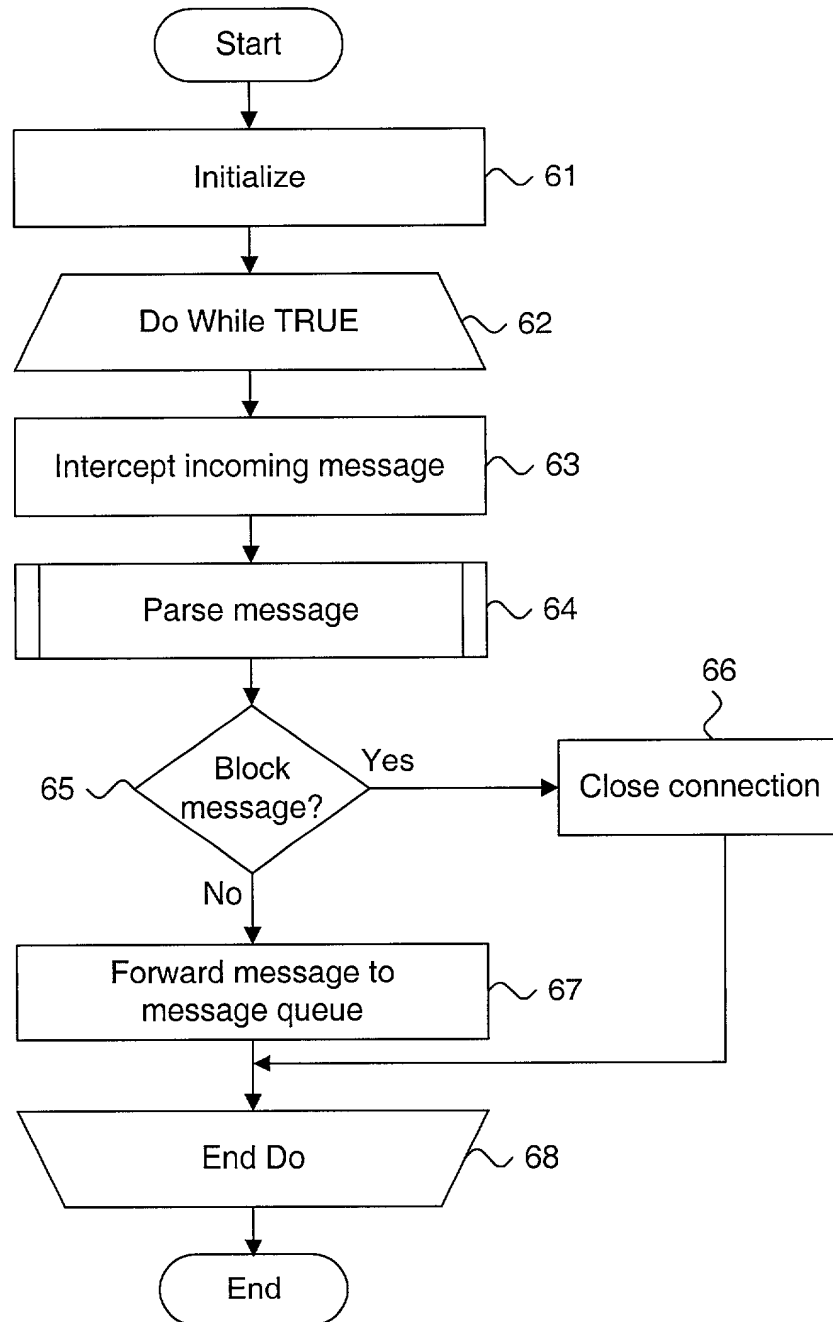 Start
Initialize
61
Do While TRUE
62
Intercept incoming message
63
Parse message
64
66
65
Block
message?
Yes
Close connection
No
Forward message to
message queue
67
End Do
68
End